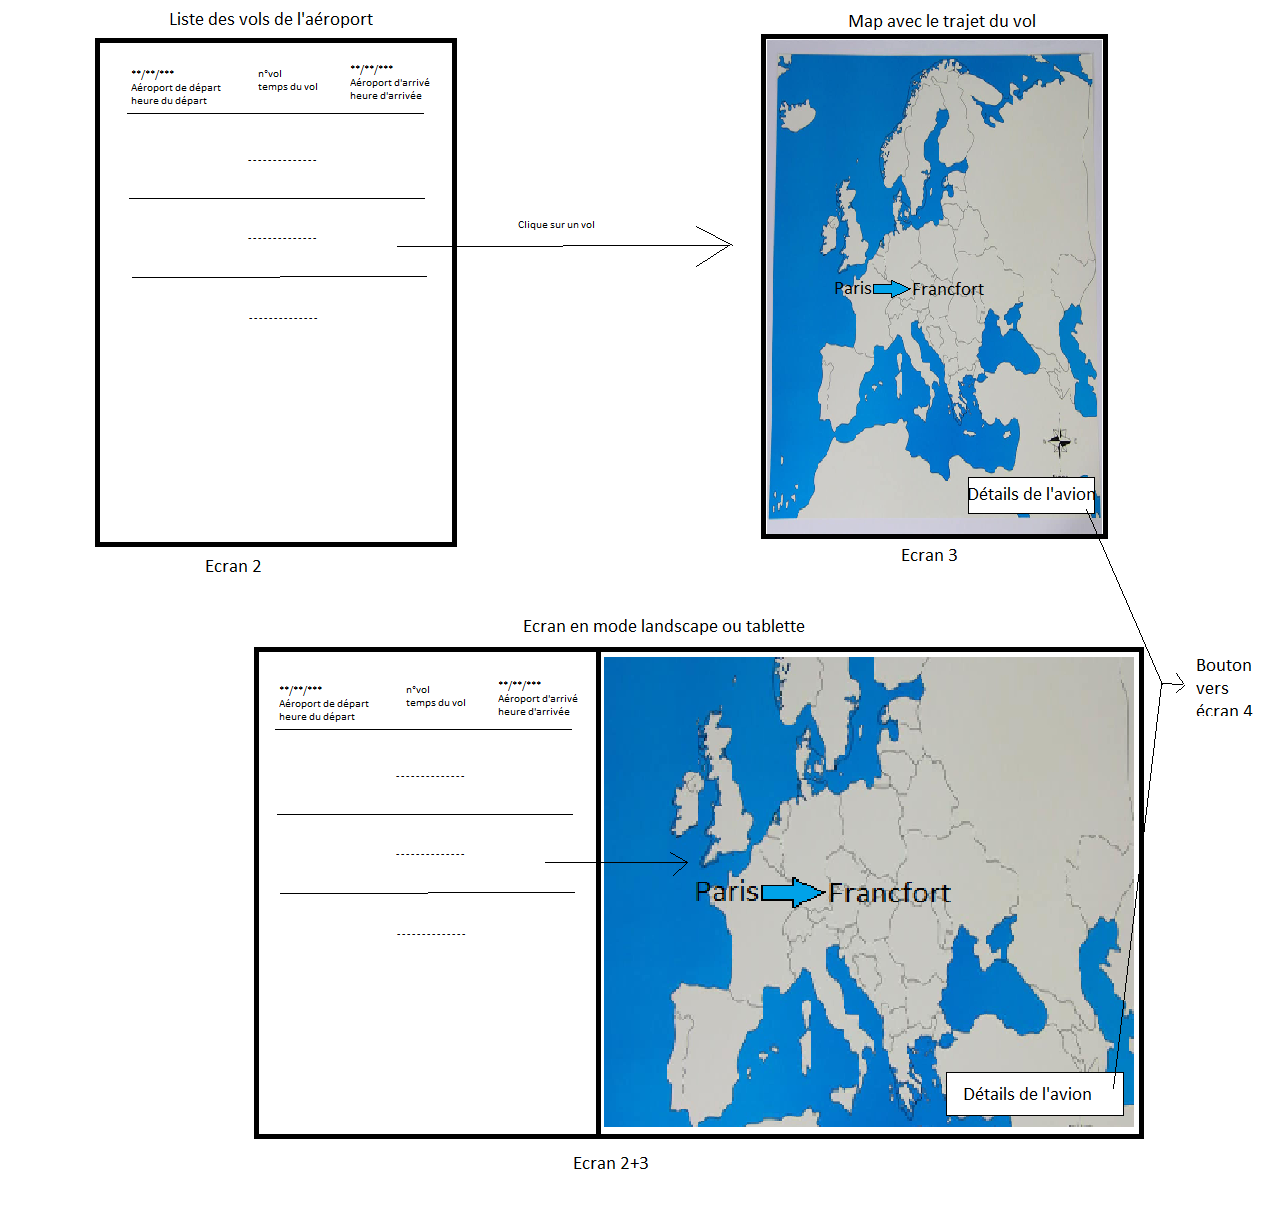 Liste des vols de l'aéroport
**/**/***
Aéroport de départ
heure du départ
n°vol
temps du vol
**/**/***
Aéroport d'arrivé
heure d'arrivée
--------------
--------------
--------------
Ecran 2
Clique sur un vol
Map avec le trajet du vol
Paris
Francfort
Détails de l'avion
Ecran 3
Ecran en mode landscape ou tablette
**/**/***
Aéroport de départ
heure du départ
n°vol
temps du vol
**/**/***
Aéroport d'arrivé
heure d'arrivée
--------------
--------------
--------------
Paris
Francfort
Détails de l'avion
Bouton
vers
écran 4
Ecran 2+3